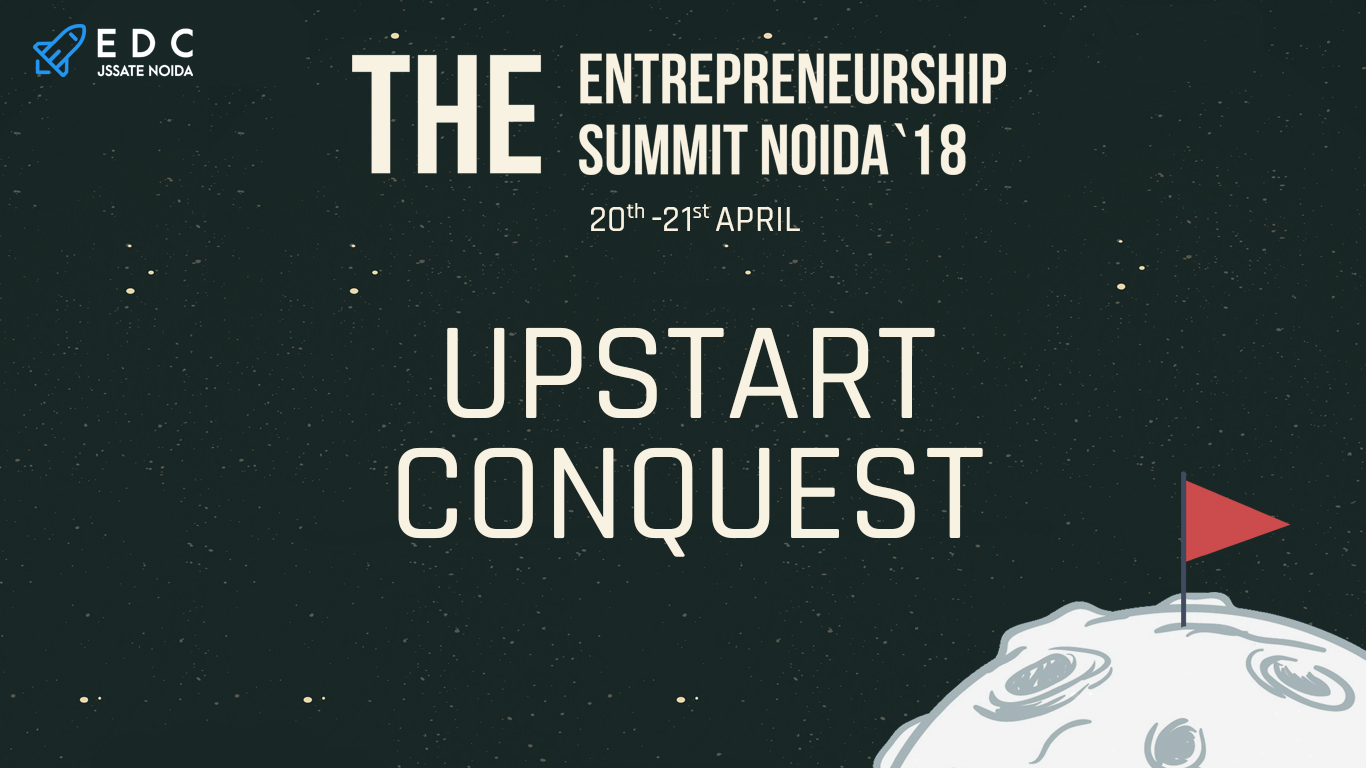 EDC
JSSATE NOIDA
THE
ENTREPRENEURSHIP
SUMMIT NOIDA`18
20th -21st APRIL
UPSTART
CONQUEST